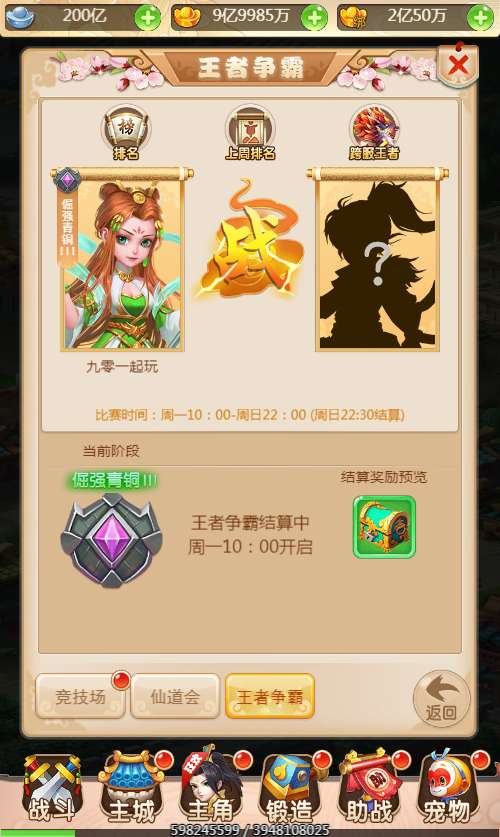 200亿
9亿9985万
2亿50万
王者争霸
榜
排名
上周排名
跨服王者
倔强青铜III
战
?
九零一起玩
比赛时间：周一10：00-周日22：00 (周日22:30结算)
当前阶段
倔强青铜III
结算奖励预览
王者争霸结算中
周一10：00开启
竞技场
仙道会
王者争霸
返回
战斗
主城
主角
锻造
助战
宠物
598245599 / 3948108025